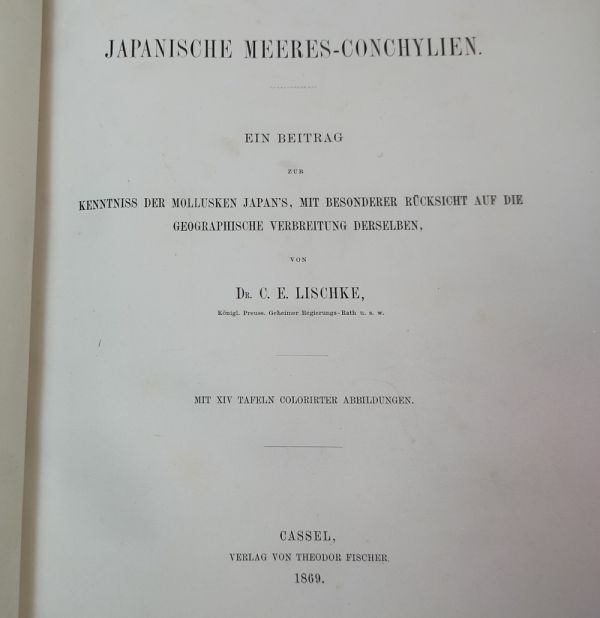 JAPANISCHE MEERES-CONCHYLIEN.
EIN BEITRAG
ZUR
KENNTNISS DER MOLLUSKEN JAPAN'S, MIT BESONDERER RÜCKSICHT AUF DIE
GEOGRAPHISCHE VERBREITUNG DERSELBEN,
VON
DR. C. E. LISCHKE,
Königl. Preuss. Geheimer Regierungs-Rath u. s. w.
MIT XIV TAFELN COLORIRTER ABBILDUNGEN.
CASSEL,
VERLAG VON THEODOR FISCHER.
1869.